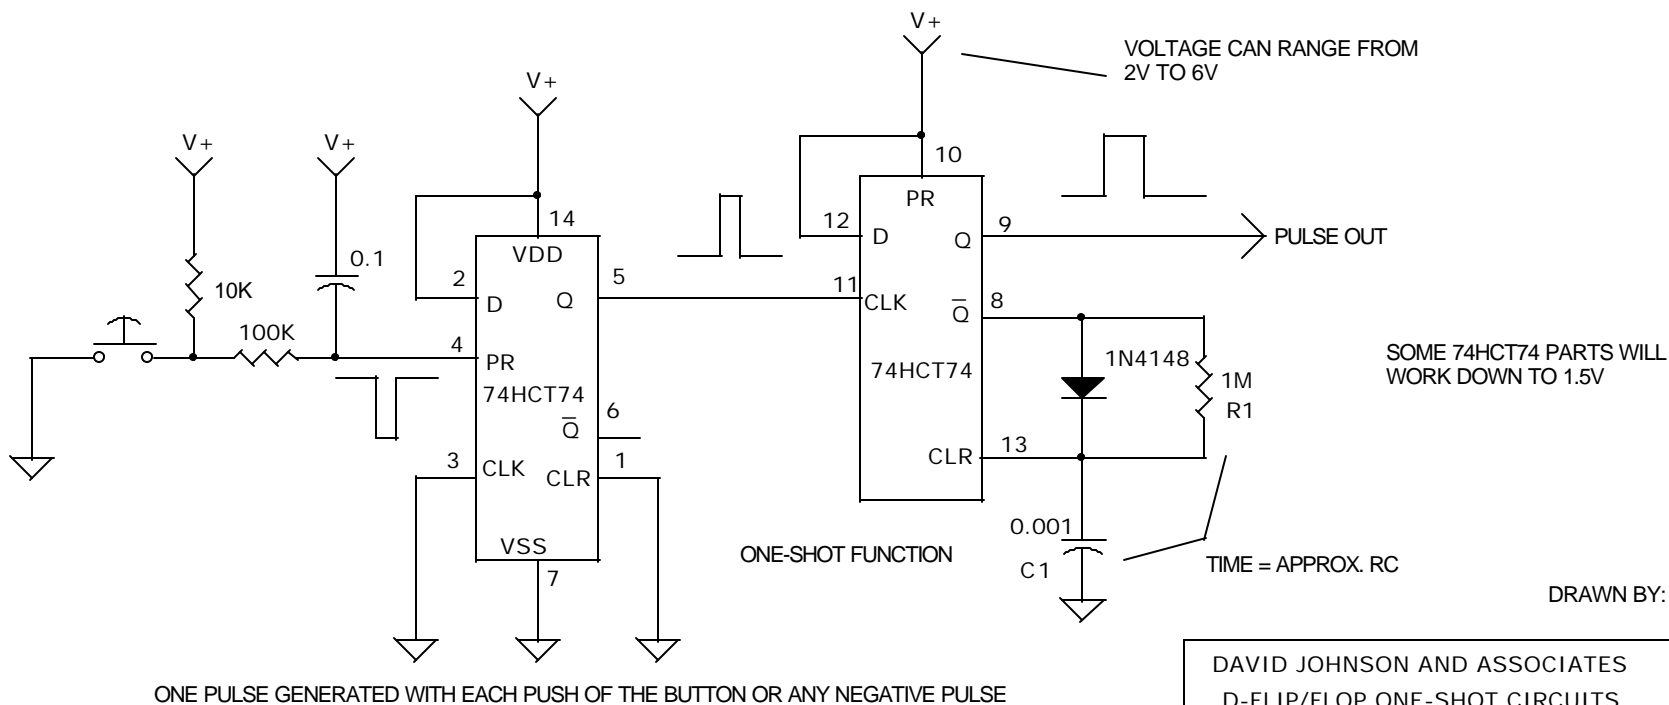 V+
VOLTAGE CAN RANGE FROM
2V TO 6V
V+
V+
V+
10
PR
14
VDD
12
D
Q
9
PULSE OUT
0.1
10K
2
D
Q
5
11
CLK
Q
8
100K
4
PR
74HCT74
74HCT74
1N4148
1M
R1
SOME 74HCT74 PARTS WILL
WORK DOWN TO 1.5V
6
Q
3
CLK
CLR
1
CLR
13
VSS
7
ONE-SHOT FUNCTION
0.001
C1
TIME = APPROX. RC
DRAWN BY:
DAVID JOHNSON AND ASSOCIATES
D-FLIP/FLOP ONE-SHOT CIRCUITS
ONE PULSE GENERATED WITH EACH PUSH OF THE BUTTON OR ANY NEGATIVE PULSE